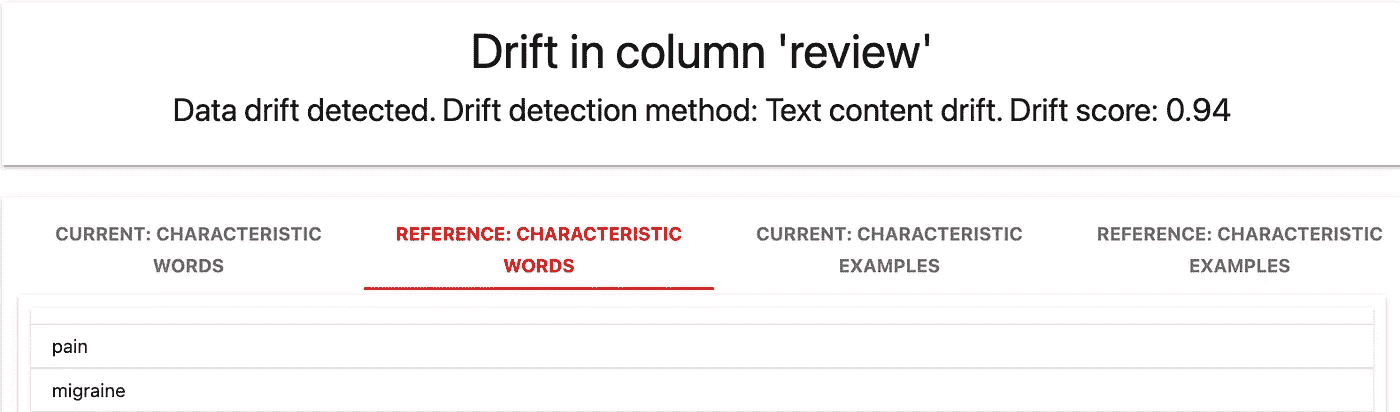 Drift in column 'review'
Data drift detected. Drift detection method: Text content drift. Drift score: 0.94
CURRENT: CHARACTERISTIC WORDS
REFERENCE: CHARACTERISTIC WORDS
CURRENT: CHARACTERISTIC EXAMPLES
REFERENCE: CHARACTERISTIC EXAMPLES
pain
migraine